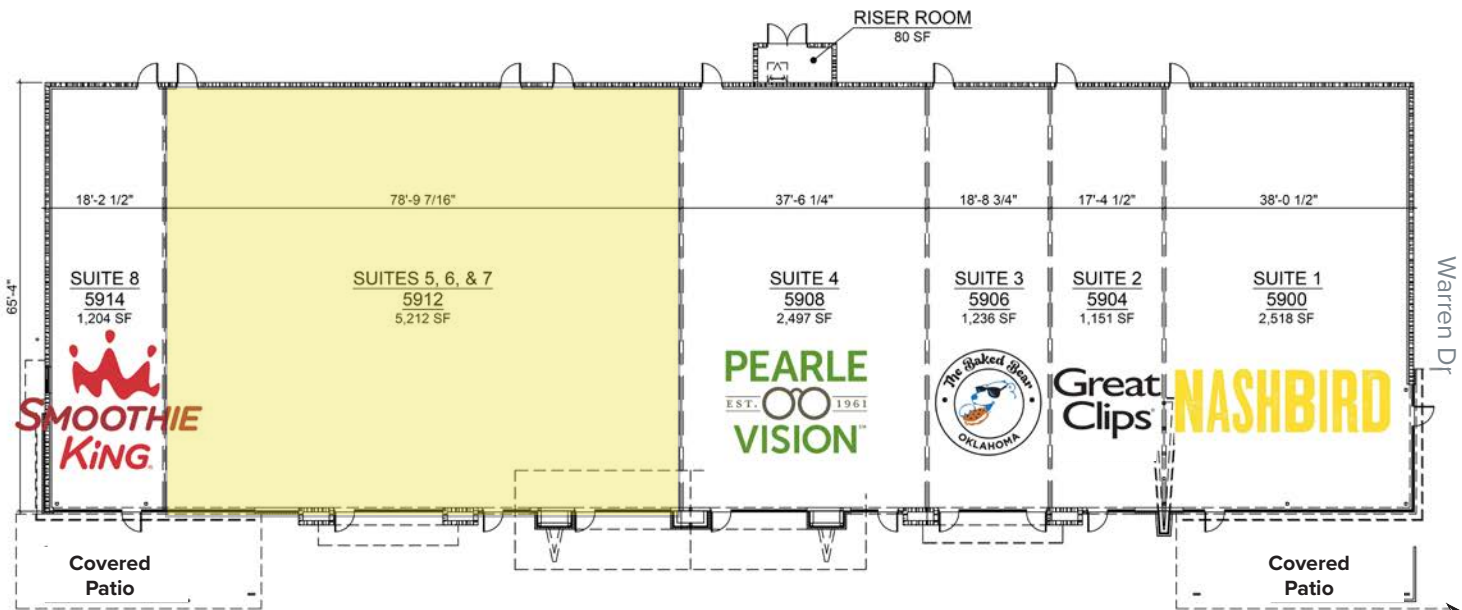 RISER ROOM
80 SF
18'-2 1/2"
78'-9 7/16"
37'-6 1/4"
18'-8 3/4"
17'-4 1/2"
38'-0 1/2"
65'-4"
SUITE 8
5914
1,204 SF
SMOOTHIE
KiNG
SUITES 5, 6, & 7
5912
5,212 SF
SUITE 4
5908
2,497 SF
PEARLE
EST. 1961
VISION™
SUITE 3
5906
1,236 SF
The Baked Bear
OKLAHOMA
SUITE 2
5904
1,151 SF
Great
Clips®
SUITE 1
5900
2,518 SF
NASHBIRD
Warren Dr
Covered
Patio
Covered
Patio